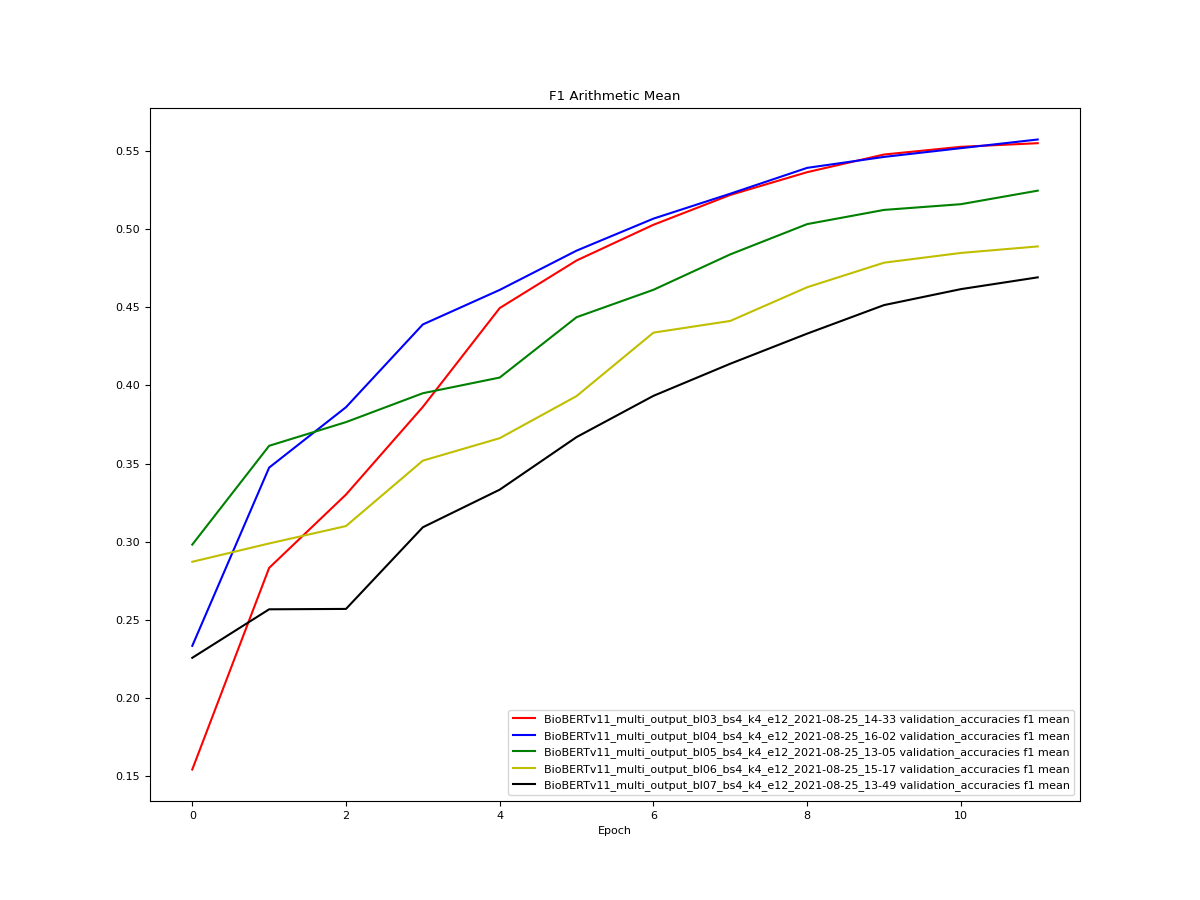 F1 Arithmetic Mean
0.55
0.50
0.45
0.40
0.35
0.30
0.25
0.20
0.15
BioBERTv11_multi_output_bl03_bs4_k4_e12_2021-08-25_14-33 validation_accuracies f1 mean
BioBERTv11_multi_output_bl04_bs4_k4_e12_2021-08-25_16-02 validation_accuracies f1 mean
BioBERTv11_multi_output_bl05_bs4_k4_e12_2021-08-25_13-05 validation_accuracies f1 mean
BioBERTv11_multi_output_bl06_bs4_k4_e12_2021-08-25_15-17 validation_accuracies f1 mean
BioBERTv11_multi_output_bl07_bs4_k4_e12_2021-08-25_13-49 validation_accuracies f1 mean
0 2 4 6 8 10
Epoch